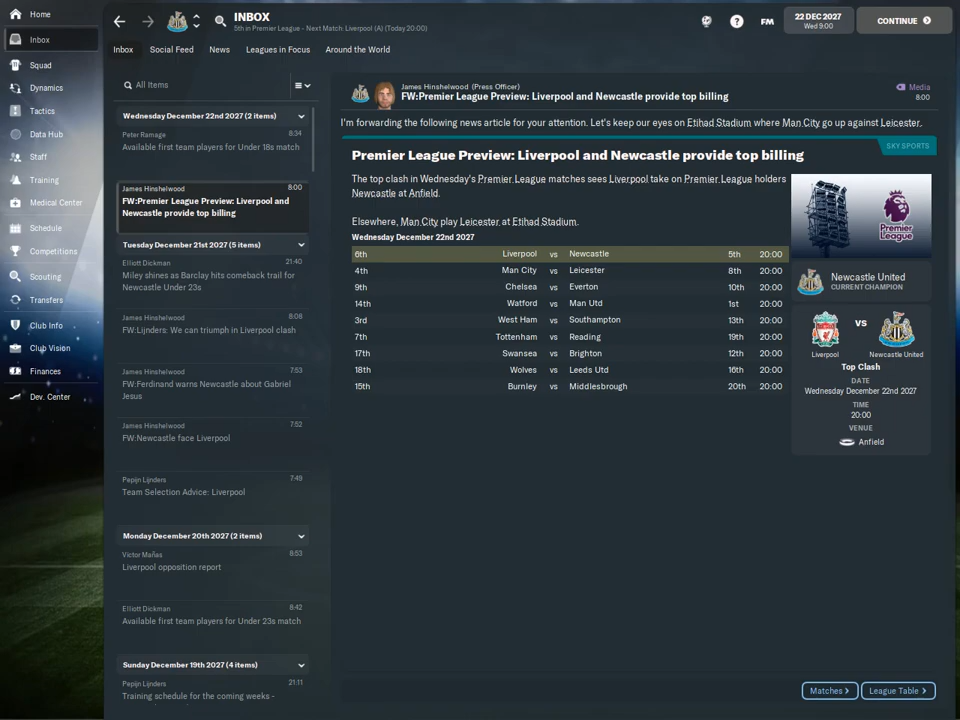 Home
Inbox
Squad
Dynamics
Tactics
Data Hub
Staff
Training
Medical Center
Schedule
Competitions
Scouting
Transfers
Club Info
Club Vision
Finances
Dev. Center
INBOX
5th in Premier League - Next Match: Liverpool (A) (Today 20:00)
?
FM
22 DEC 2027
Wed 9:00
CONTINUE
Inbox Social Feed News Leagues in Focus Around the World
All Items
Wednesday December 22nd 2027 (2 items)
Peter Ramage 8:34
Available first team players for Under 18s match
James Hinshelwood 8:00
FW:Premier League Preview: Liverpool and
Newcastle provide top billing
Tuesday December 21st 2027 (5 items)
Elliott Dickman 21:40
Miley shines as Barclay hits comeback trail for
Newcastle Under 23s
James Hinshelwood 8:08
FW:Lijnders: We can triumph in Liverpool clash
James Hinshelwood 7:53
FW:Ferdinand warns Newcastle about Gabriel
Jesus
James Hinshelwood 7:52
FW:Newcastle face Liverpool
Pepijn Lijnders 7:49
Team Selection Advice: Liverpool
Monday December 20th 2027 (2 items)
Víctor Mañas 8:53
Liverpool opposition report
Elliott Dickman 8:42
Available first team players for Under 23s match
Sunday December 19th 2027 (4 items)
Pepijn Lijnders 21:11
Training schedule for the coming weeks -
James Hinshelwood (Press Officer)
FW:Premier League Preview: Liverpool and Newcastle provide top billing
Media
8:00
I'm forwarding the following news article for your attention. Let's keep our eyes on Etihad Stadium where Man City go up against Leicester.
SKY SPORTS
Premier League Preview: Liverpool and Newcastle provide top billing
The top clash in Wednesday's Premier League matches sees Liverpool take on Premier League holders
Newcastle at Anfield.
Elsewhere, Man City play Leicester at Etihad Stadium.
Wednesday December 22nd 2027
6th Liverpool vs Newcastle 5th 20:00
4th Man City vs Leicester 8th 20:00
9th Chelsea vs Everton 10th 20:00
14th Watford vs Man Utd 1st 20:00
3rd West Ham vs Southampton 13th 20:00
7th Tottenham vs Reading 19th 20:00
17th Swansea vs Brighton 12th 20:00
18th Wolves vs Leeds Utd 16th 20:00
15th Burnley vs Middlesbrough 20th 20:00
Premier
League
Newcastle United
CURRENT CHAMPION
VS
Liverpool Newcastle United
Top Clash
DATE
Wednesday December 22nd 2027
TIME
20:00
VENUE
Anfield
Matches
League Table